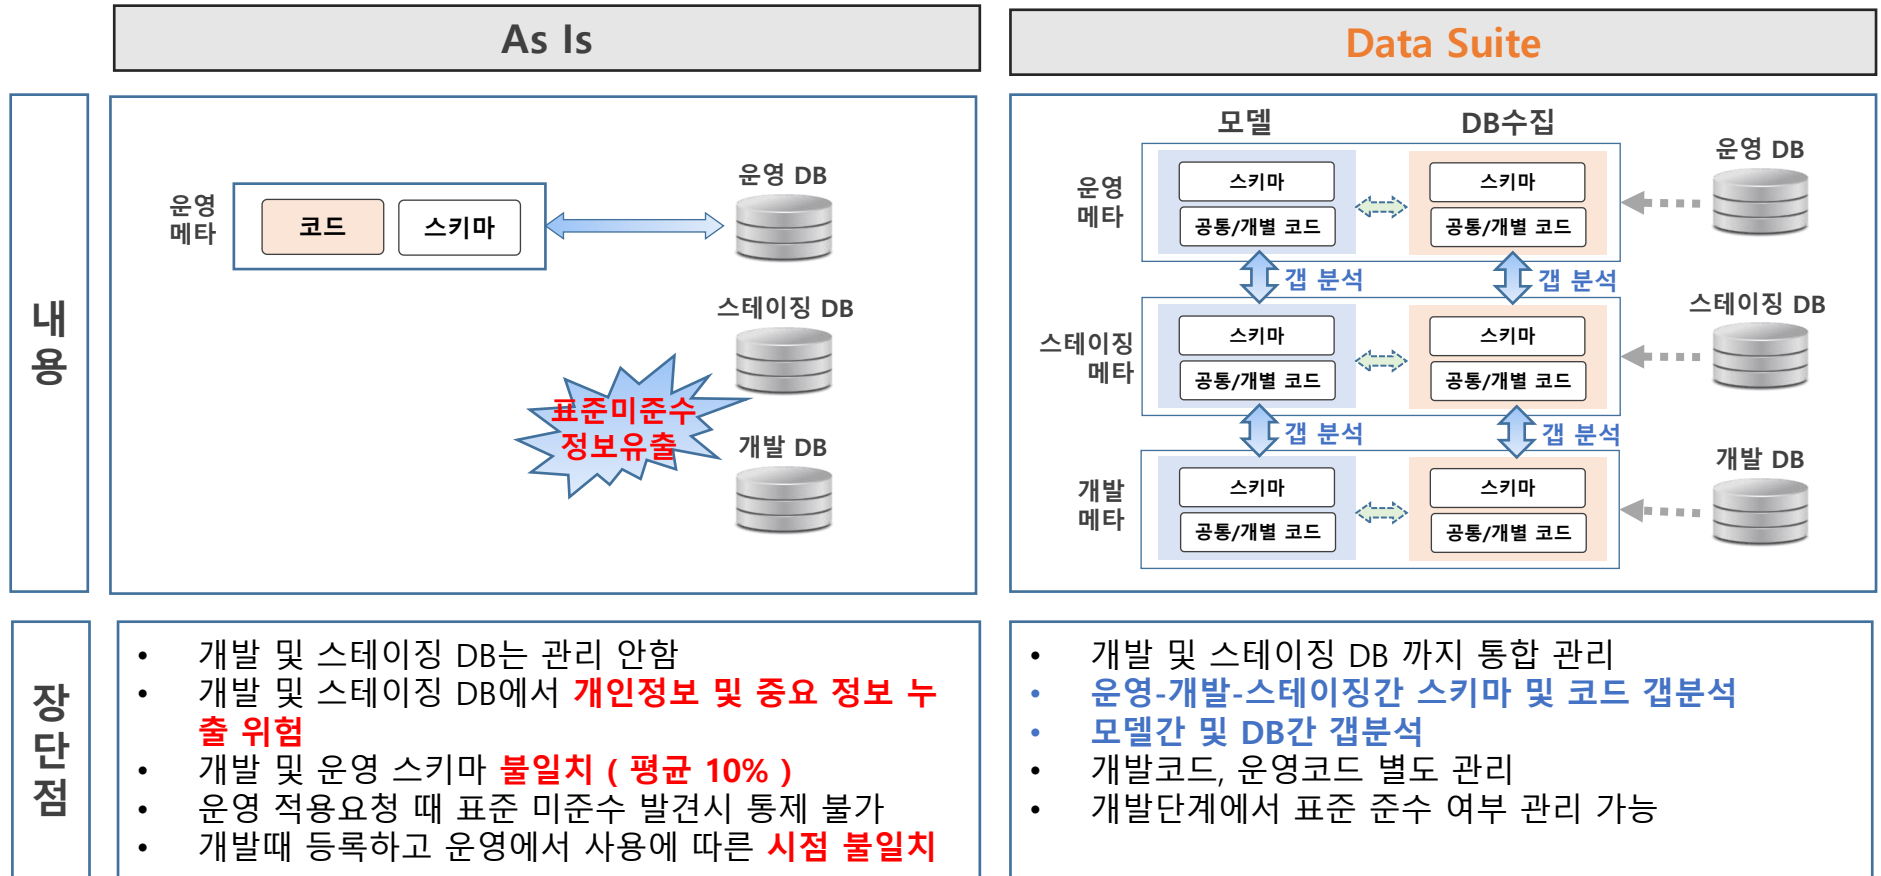 As Is
Data Suite
내
용
운영
메타
코드
스키마
운영 DB
스테이징 DB
표준미준수
정보유출
개발 DB
모델
DB수집
운영
메타
스키마
공통/개별 코드
스키마
공통/개별 코드
운영 DB
갭 분석
갭 분석
스테이징
메타
스키마
공통/개별 코드
스키마
공통/개별 코드
스테이징 DB
갭 분석
갭 분석
개발
메타
스키마
공통/개별 코드
스키마
공통/개별 코드
개발 DB
장
단
점
• 개발 및 스테이징 DB는 관리 안함
• 개발 및 스테이징 DB에서 개인정보 및 중요 정보 누
출 위험
• 개발 및 운영 스키마 불일치 ( 평균 10% )
• 운영 적용요청 때 표준 미준수 발견시 통제 불가
• 개발때 등록하고 운영에서 사용에 따른 시점 불일치
• 개발 및 스테이징 DB 까지 통합 관리
• 운영-개발-스테이징간 스키마 및 코드 갭분석
• 모델간 및 DB간 갭분석
• 개발코드, 운영코드 별도 관리
• 개발단계에서 표준 준수 여부 관리 가능